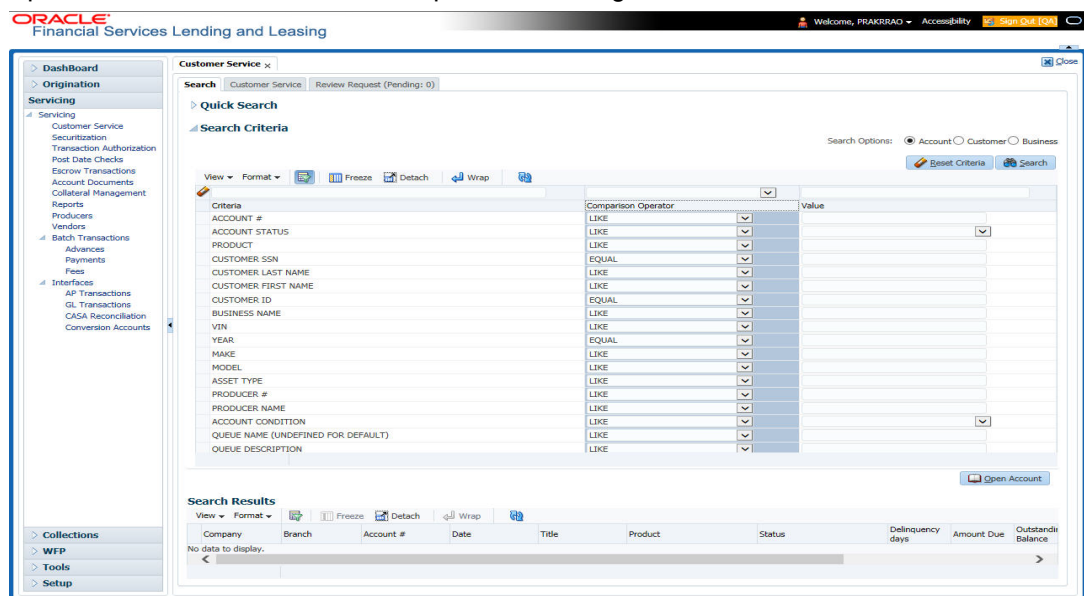 ORACLE
Financial Services Lending and Leasing
Welcome, PRAKRRAO Accessibility Sign Out [QA]
Close
DashBoard
Origination
Servicing
Servicing
Customer Service
Securitization
Transaction Authorization
Post Date Checks
Escrow Transactions
Account Documents
Collateral Management
Reports
Producers
Vendors
Batch Transactions
Advances
Payments
Fees
Interfaces
AP Transactions
GL Transactions
CASA Reconciliation
Conversion Accounts
Collections
WFP
Tools
Setup
Customer Service x
Search Customer Service Review Request (Pending: 0)
Quick Search
Search Criteria
Search Options: Account Customer Business
Reset Criteria Search
View Format Freeze Detach Wrap
Criteria Comparison Operator Value
ACCOUNT # LIKE
ACCOUNT STATUS LIKE
PRODUCT LIKE
CUSTOMER SSN EQUAL
CUSTOMER LAST NAME LIKE
CUSTOMER FIRST NAME LIKE
CUSTOMER ID EQUAL
BUSINESS NAME LIKE
VIN LIKE
YEAR EQUAL
MAKE LIKE
MODEL LIKE
ASSET TYPE LIKE
PRODUCER # LIKE
PRODUCER NAME LIKE
ACCOUNT CONDITION LIKE
QUEUE NAME (UNDEFINED FOR DEFAULT) LIKE
QUEUE DESCRIPTION LIKE
Open Account
Search Results
View Format Freeze Detach Wrap
Company Branch Account # Date Title Product Status Delinquency days Amount Due Outstandin Balance
No data to display.